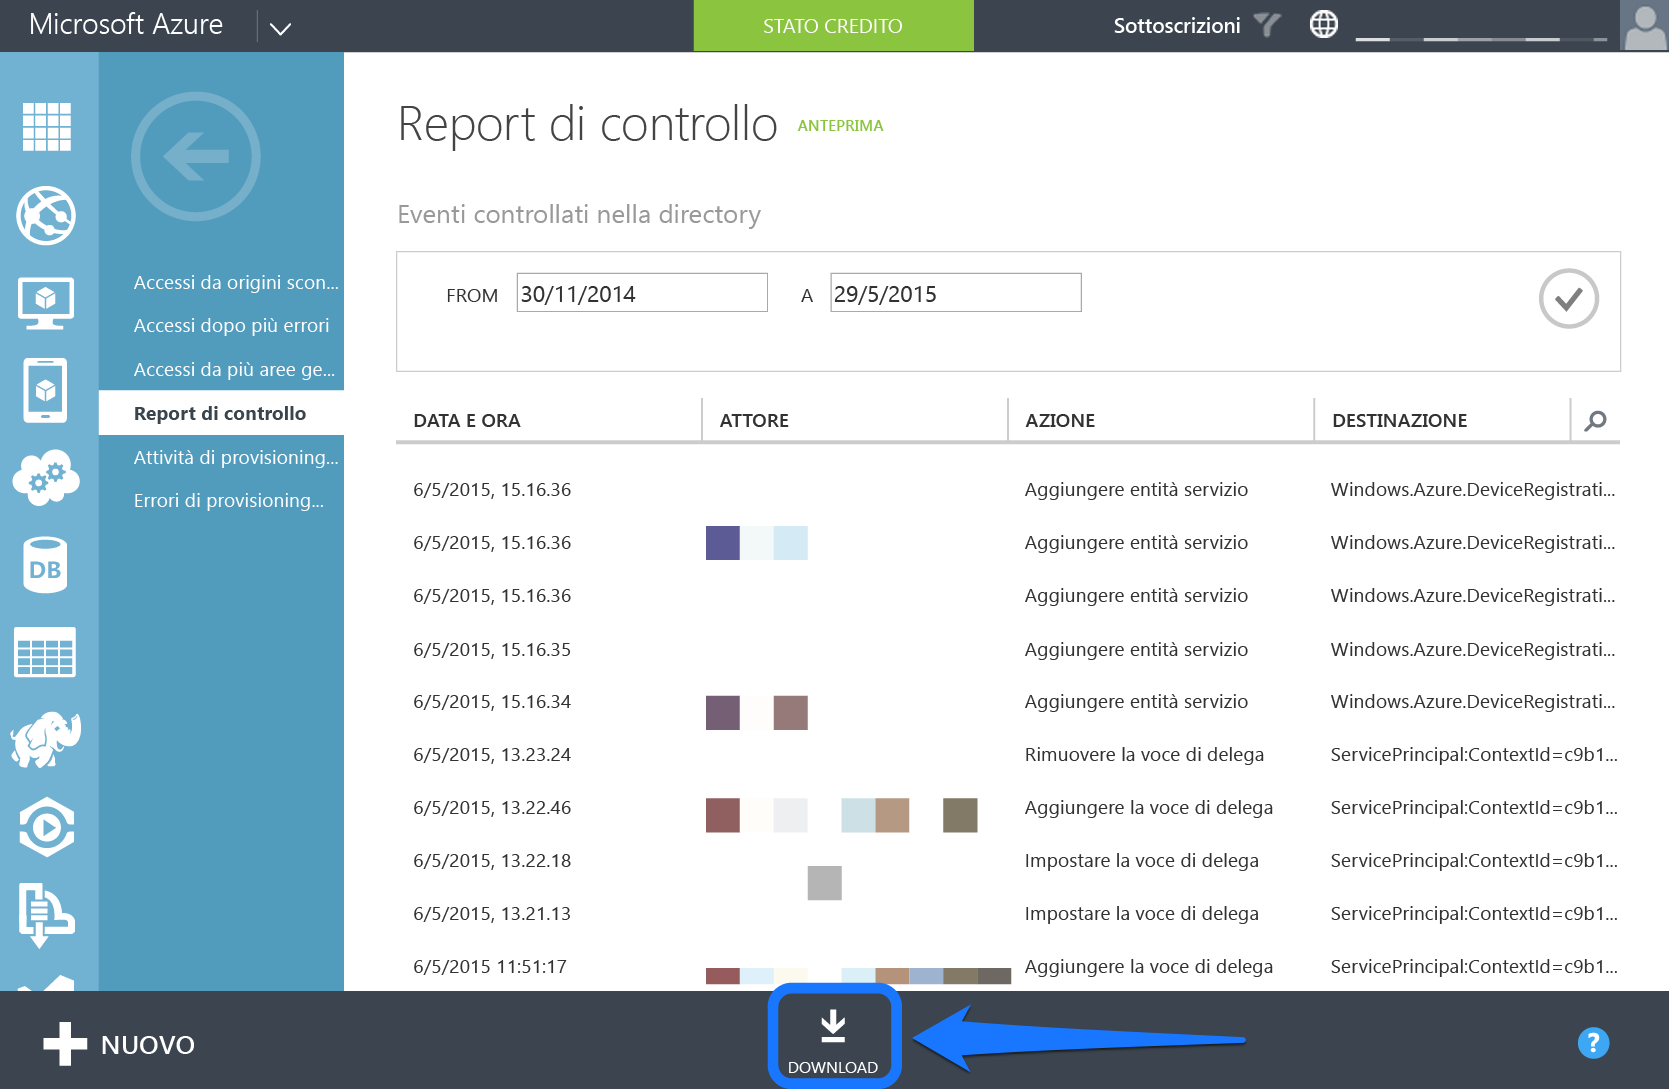 Microsoft Azure
STATO CREDITO
Sottoscrizioni
Report di controllo ANTEPRIMA
Eventi controllati nella directory
Accessi da origini scon...
Accessi dopo più errori
Accessi da più aree ge...
Report di controllo
Attività di provisioning...
Errori di provisioning...
DB
FROM 30/11/2014 A 29/5/2015
DATA E ORA ATTORE AZIONE DESTINAZIONE
6/5/2015, 15.16.36 Aggiungere entità servizio Windows.Azure.DeviceRegistrati...
6/5/2015, 15.16.36 Aggiungere entità servizio Windows.Azure.DeviceRegistrati...
6/5/2015, 15.16.36 Aggiungere entità servizio Windows.Azure.DeviceRegistrati...
6/5/2015, 15.16.35 Aggiungere entità servizio Windows.Azure.DeviceRegistrati...
6/5/2015, 15.16.34 Aggiungere entità servizio Windows.Azure.DeviceRegistrati...
6/5/2015, 13.23.24 Rimuovere la voce di delega ServicePrincipal:ContextId=c9b1...
6/5/2015, 13.22.46 Aggiungere la voce di delega ServicePrincipal:ContextId=c9b1...
6/5/2015, 13.22.18 Impostare la voce di delega ServicePrincipal:ContextId=c9b1...
6/5/2015, 13.21.13 Impostare la voce di delega ServicePrincipal:ContextId=c9b1...
6/5/2015 11:51:17 Aggiungere la voce di delega ServicePrincipal:ContextId=c9b1...
NUOVO
DOWNLOAD
?